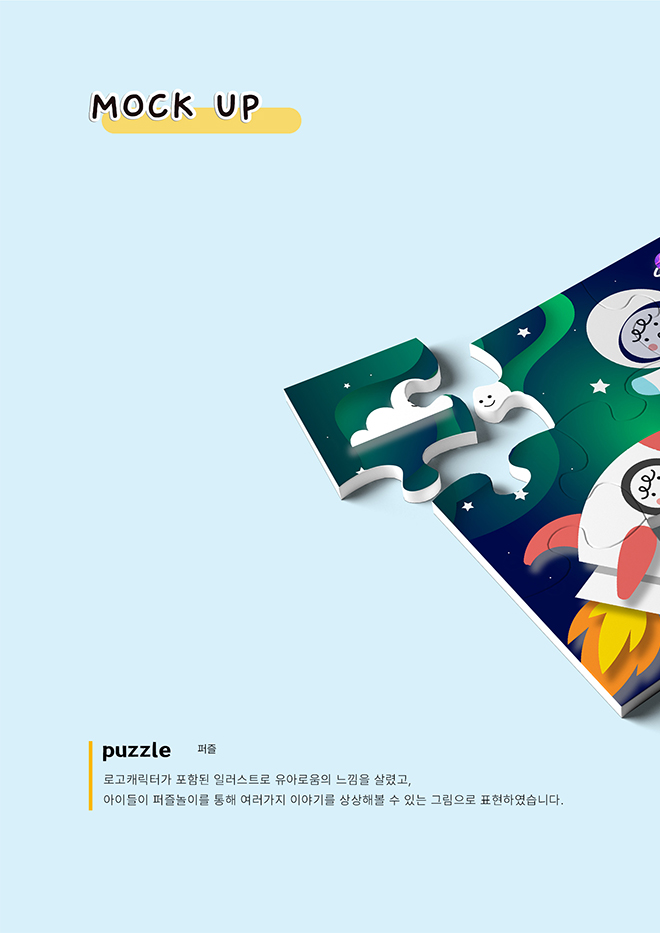 MOCK UP
puzzle 퍼즐
로고캐릭터가 포함된 일러스트로 유아로움의 느낌을 살렸고,
아이들이 퍼즐놀이를 통해 여러가지 이야기를 상상해볼 수 있는 그림으로 표현하였습니다.